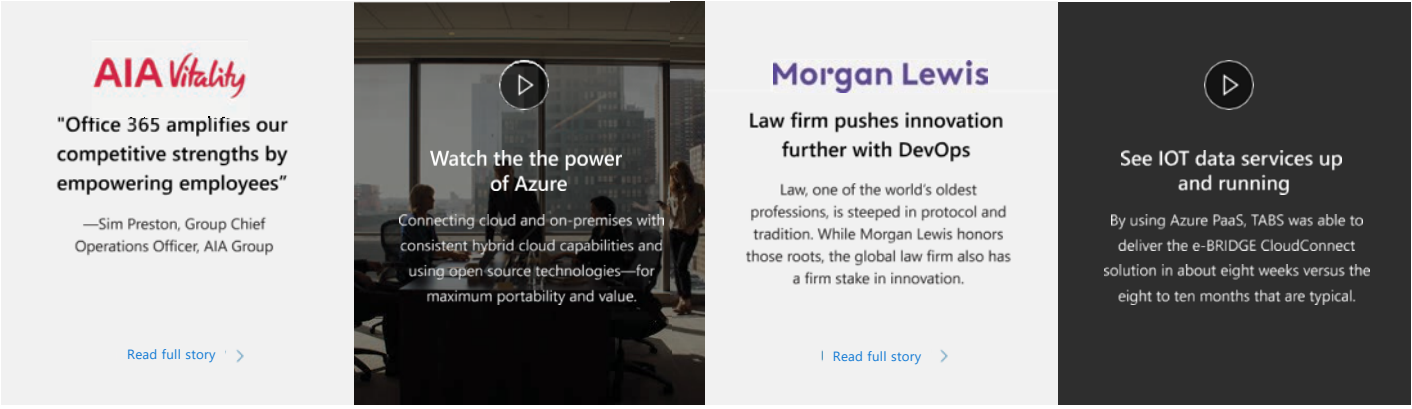 AIA Vitality
"Office 365 amplifies our
competitive strengths by
empowering employees”
—Sim Preston, Group Chief
Operations Officer, AIA Group
Read full story
Watch the the power
of Azure
Connecting cloud and on-premises with
consistent hybrid cloud capabilities and
using open source technologies—for
maximum portability and value.
Morgan Lewis
Law firm pushes innovation
further with DevOps
Law, one of the world’s oldest
professions, is steeped in protocol and
tradition. While Morgan Lewis honors
those roots, the global law firm also has
a firm stake in innovation.
Read full story
See IOT data services up
and running
By using Azure PaaS, TABS was able to
deliver the e-BRIDGE CloudConnect
solution in about eight weeks versus the
eight to ten months that are typical.